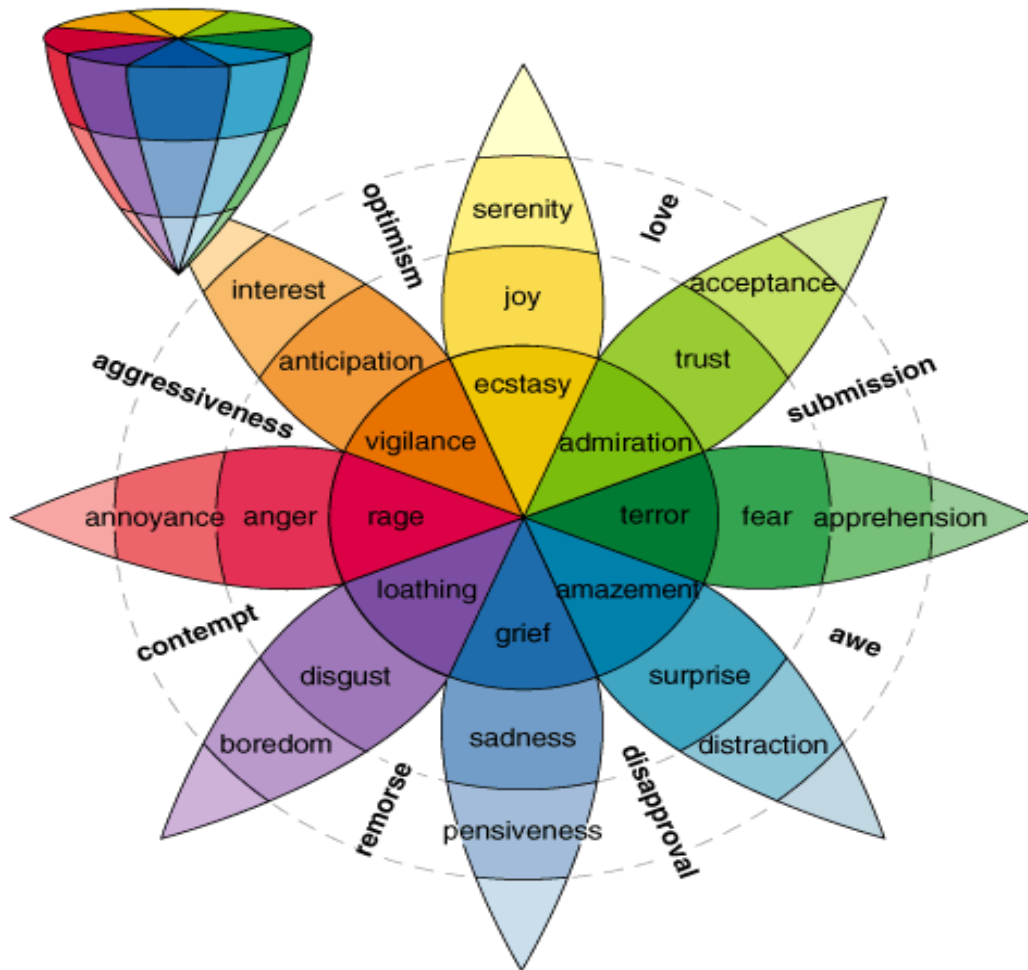 optimism
love
serenity
interest
acceptance
joy
anticipation
trust
aggressiveness
submission
ecstasy
vigilance
admiration
annoyance
anger
rage
terror
fear
apprehension
loathing
amazement
contempt
grief
awe
disgust
surprise
boredom
sadness
distraction
remorse
disapproval
pensiveness